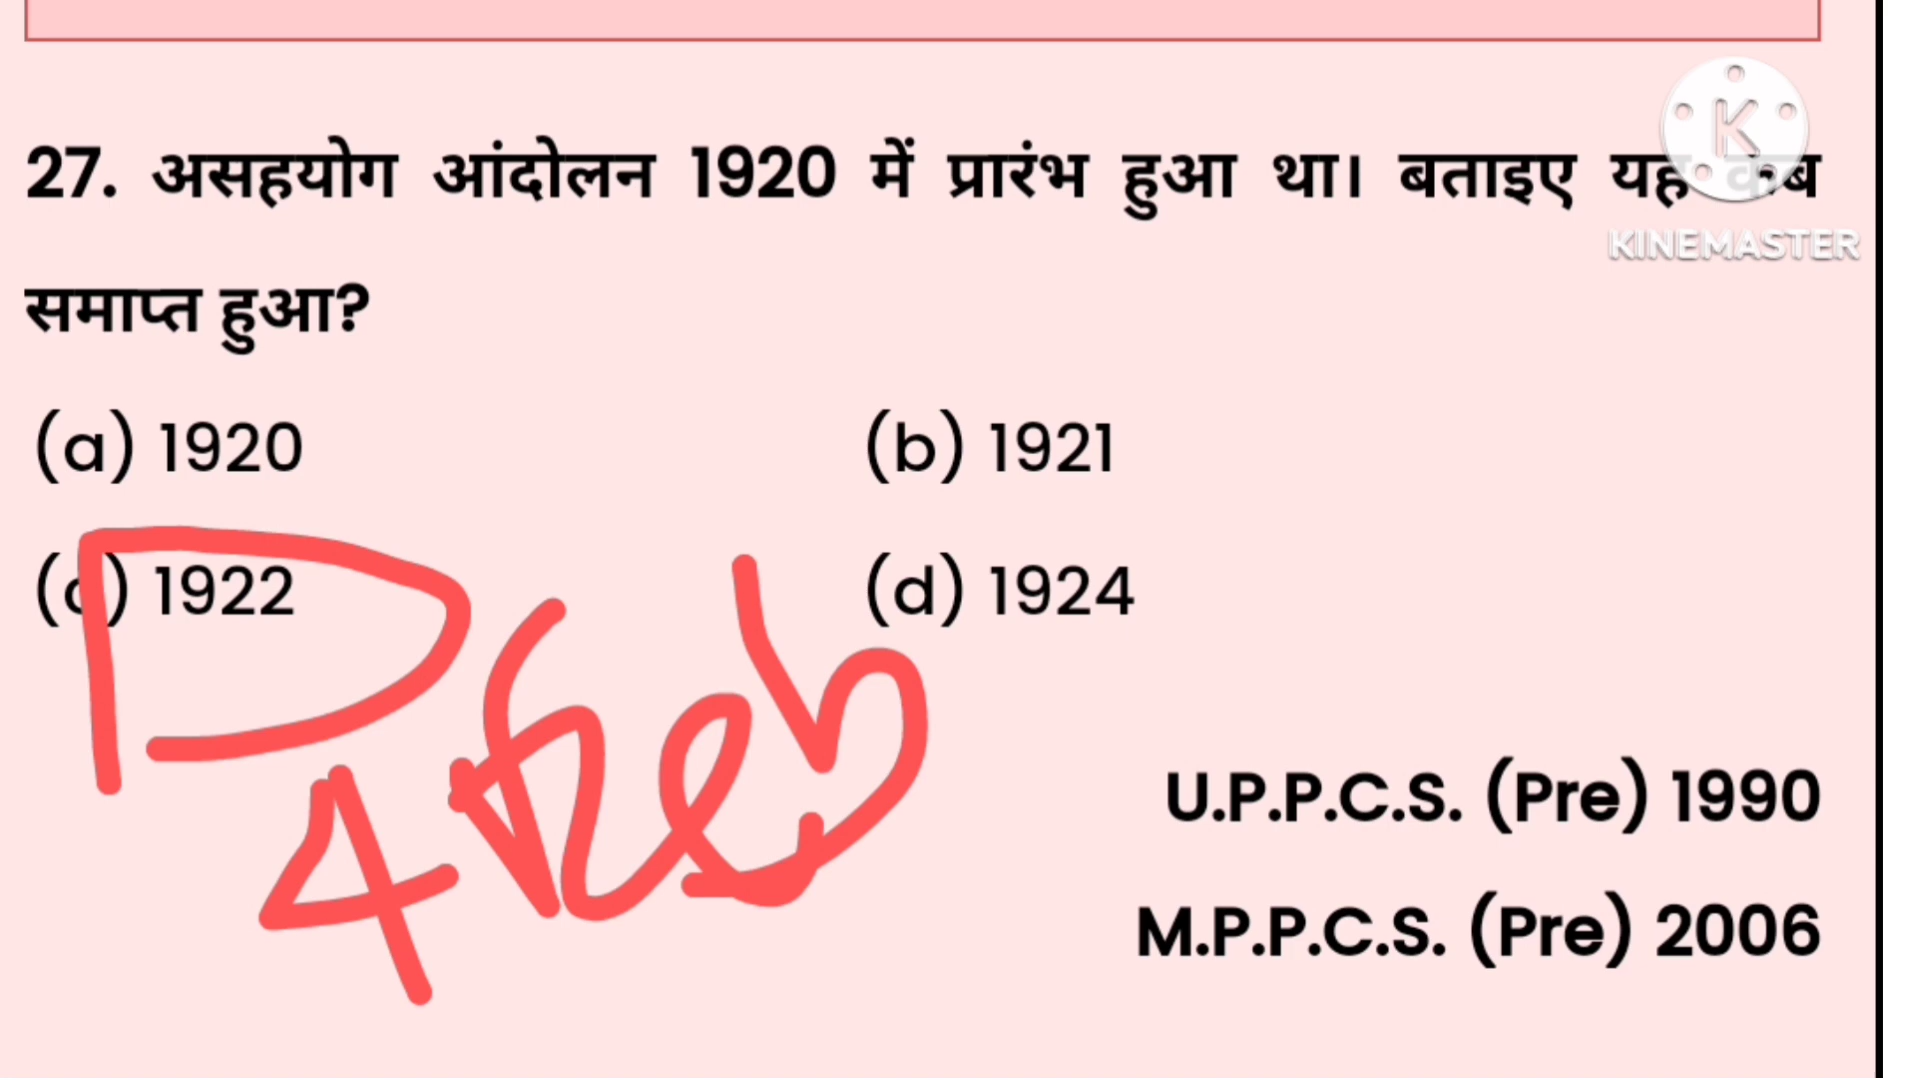 27. असहयोग आंदोलन 1920 में प्रारंभ हुआ था। बताइए यह कब
KINEMASTER
समाप्त हुआ?
(a) 1920 (b) 1921
(c) 1922 (d) 1924
4 Feb
U.P.P.C.S. (Pre) 1990
M.P.P.C.S. (Pre) 2006